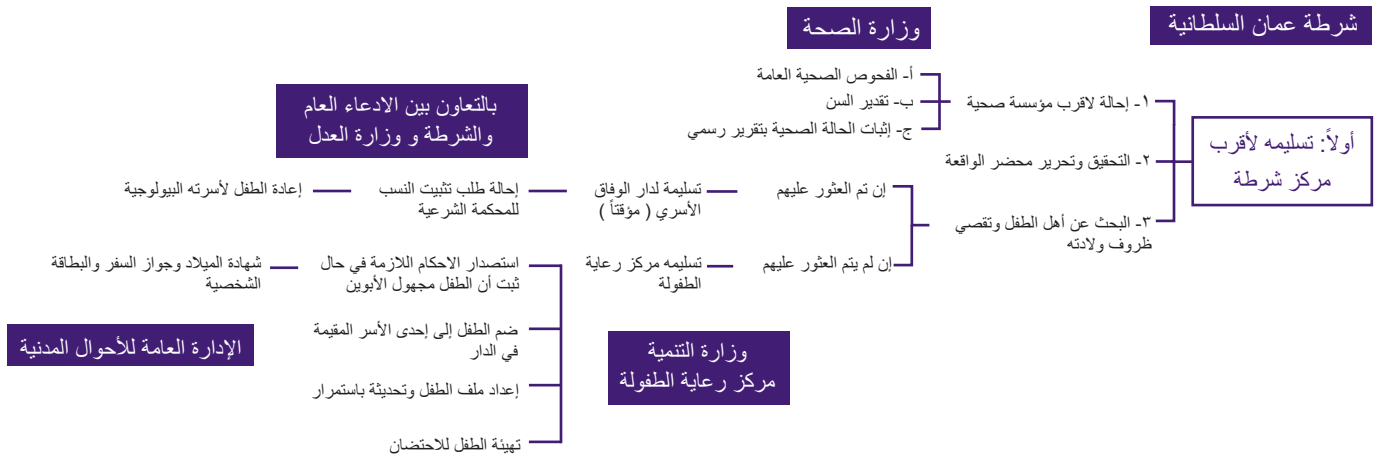 شرطة عمان السلطانية
وزارة الصحة
أولاً: تسليمه لأقرب
مركز شرطة
١- إحالة لاقرب مؤسسة صحية
أ- الفحوص الصحية العامة
ب- تقدير السن
ج- إثبات الحالة الصحية بتقرير رسمي
٢- التحقيق وتحرير محضر الواقعة
٣- البحث عن أهل الطفل وتقصي
ظروف ولادته
بالتعاون بين الادعاء العام
والشرطة و وزارة العدل
إن تم العثور عليهم
تسليمة لدار الوفاق
الأسري ( مؤقتاً )
إحالة طلب تثبيت النسب
للمحكمة الشرعية
إعادة الطفل لأسرته البيولوجية
إن لم يتم العثور عليهم
تسليمه مركز رعاية
الطفولة
استصدار الاحكام اللازمة في حال
ثبت أن الطفل مجهول الأبوين
شهادة الميلاد وجواز السفر والبطاقة
الشخصية
ضم الطفل إلى إحدى الأسر المقيمة
في الدار
إعداد ملف الطفل وتحديثة باستمرار
تهيئة الطفل للاحتضان
وزارة التنمية
مركز رعاية الطفولة
الإدارة العامة للأحوال المدنية